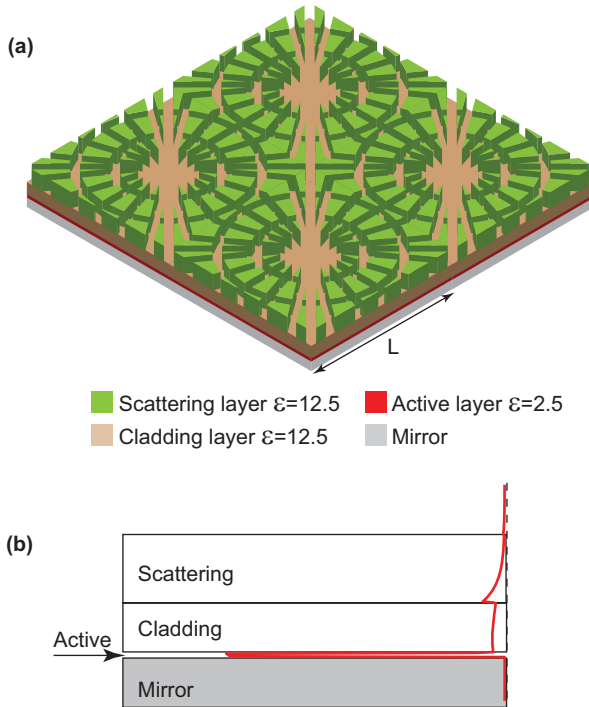 (a)
L
Scattering layer ε=12.5
Active layer ε=2.5
Cladding layer ε=12.5
Mirror
(b)
Scattering
Cladding
Active
Mirror